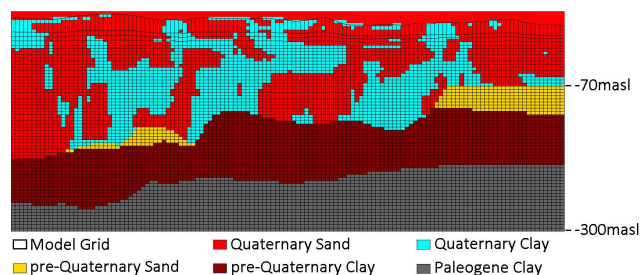 -70masl
-300masl
Model Grid Quaternary Sand Quaternary Clay
pre-Quaternary Sand pre-Quaternary Clay Paleogene Clay